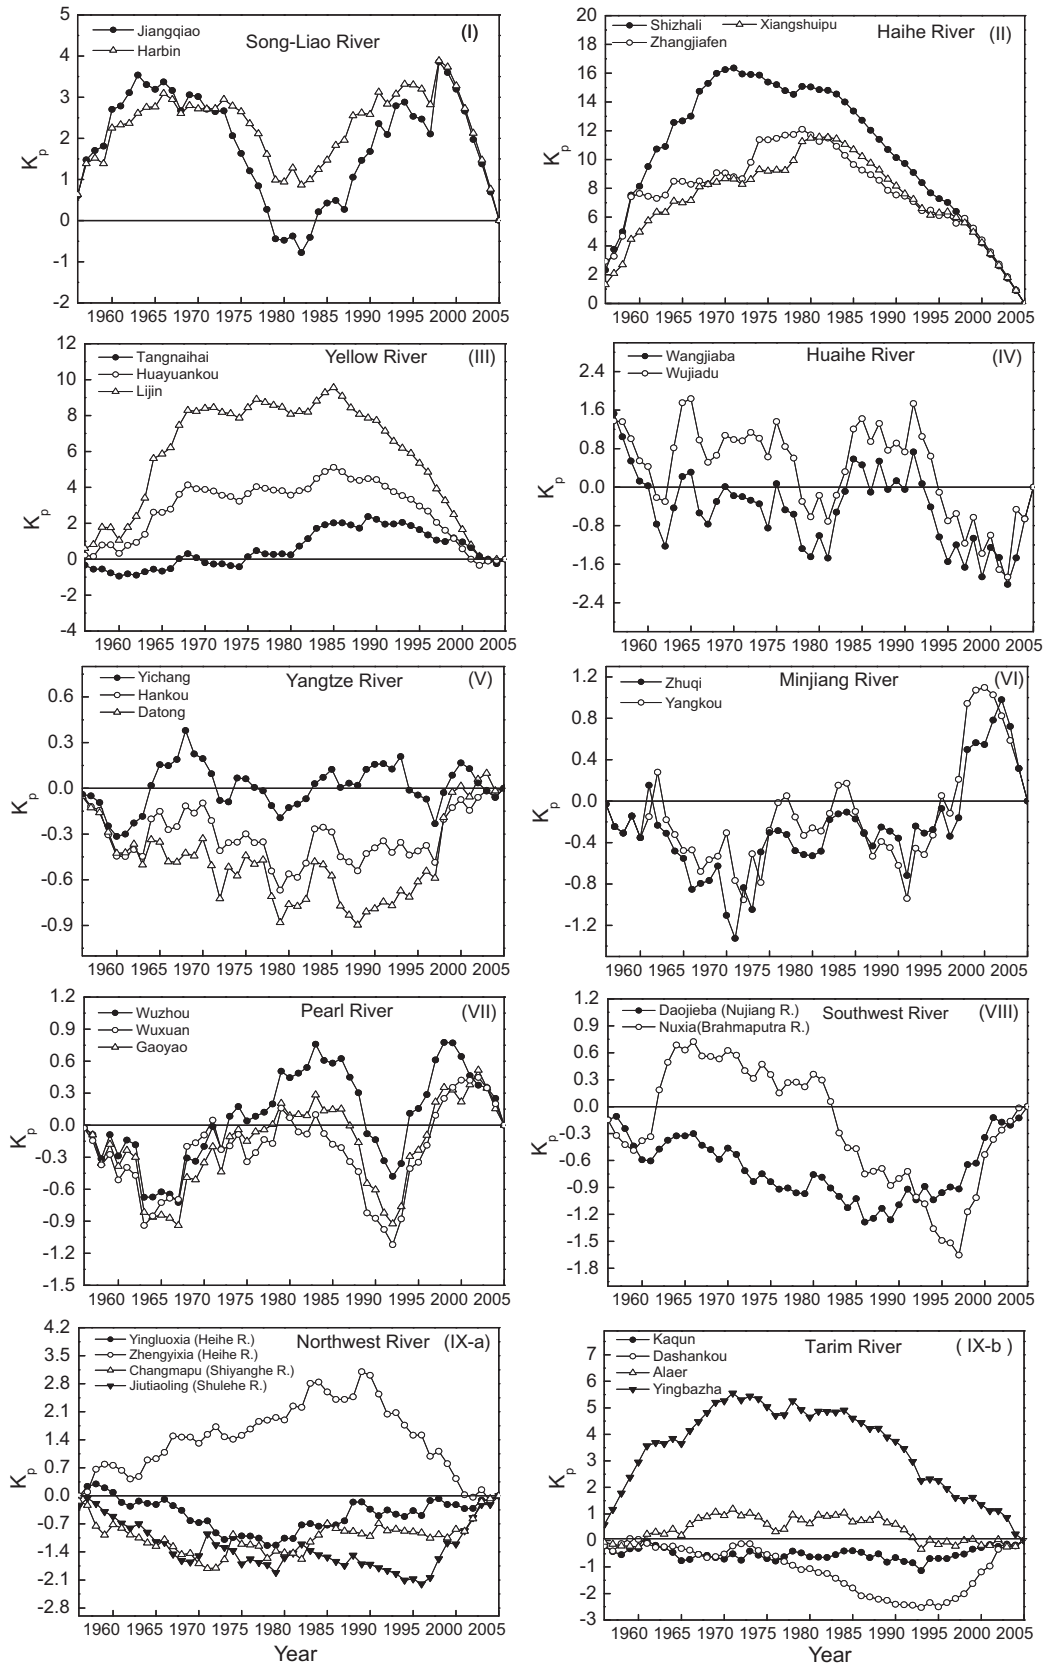 Jiangqiao
Harbin
Song-Liao River
(I)
5
4
3
2
1
0
-1
-2
Kp
1960 1965 1970 1975 1980 1985 1990 1995 2000 2005
Shizhali
Xiangshuipu
Zhangjiafen
Haihe River
(II)
20
18
16
14
12
10
8
6
4
2
0
Kp
1960 1965 1970 1975 1980 1985 1990 1995 2000 2005
Tangnaihai
Huayuankou
Lijin
Yellow River
(III)
12
10
8
6
4
2
0
-2
-4
Kp
1960 1965 1970 1975 1980 1985 1990 1995 2000 2005
Wangjiaba
Wujiadu
Huaihe River
(IV)
2.4
1.6
0.8
0.0
-0.8
-1.6
-2.4
Kp
1960 1965 1970 1975 1980 1985 1990 1995 2000 2005
Yichang
Hankou
Datong
Yangtze River
(V)
0.6
0.3
0.0
-0.3
-0.6
-0.9
Kp
1960 1965 1970 1975 1980 1985 1990 1995 2000 2005
Zhuqi
Yangkou
Minjiang River
(VI)
1.2
0.8
0.4
0.0
-0.4
-0.8
-1.2
Kp
1960 1965 1970 1975 1980 1985 1990 1995 2000 2005
Wuzhou
Wuxuan
Gaoyao
Pearl River
(VII)
1.2
0.9
0.6
0.3
0.0
-0.3
-0.6
-0.9
-1.2
-1.5
Kp
1960 1965 1970 1975 1980 1985 1990 1995 2000 2005
Daojieba (Nujiang R.)
Nuxia(Brahmaputra R.)
Southwest River
(VIII)
1.2
0.9
0.6
0.3
0.0
-0.3
-0.6
-0.9
-1.2
-1.5
-1.8
Kp
1960 1965 1970 1975 1980 1985 1990 1995 2000 2005
Yingluoxia (Heihe R.)
Zhengyixia (Heihe R.)
Changmapu (Shiyanghe R.)
Jiutiaoling (Shulehe R.)
Northwest River
(IX-a)
4.2
3.5
2.8
2.1
1.4
0.7
0.0
-0.7
-1.4
-2.1
-2.8
Kp
1960 1965 1970 1975 1980 1985 1990 1995 2000 2005
Year
Kaqun
Dashankou
Alaer
Yingbazha
Tarim River
( IX-b )
7
6
5
4
3
2
1
0
-1
-2
-3
Kp
1960 1965 1970 1975 1980 1985 1990 1995 2000 2005
Year